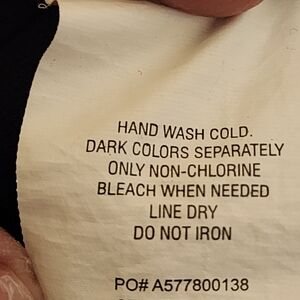 HAND WASH COLD.
DARK COLORS SEPARATELY
ONLY NON-CHLORINE
BLEACH WHEN NEEDED
LINE DRY
DO NOT IRON
PO# A577800138